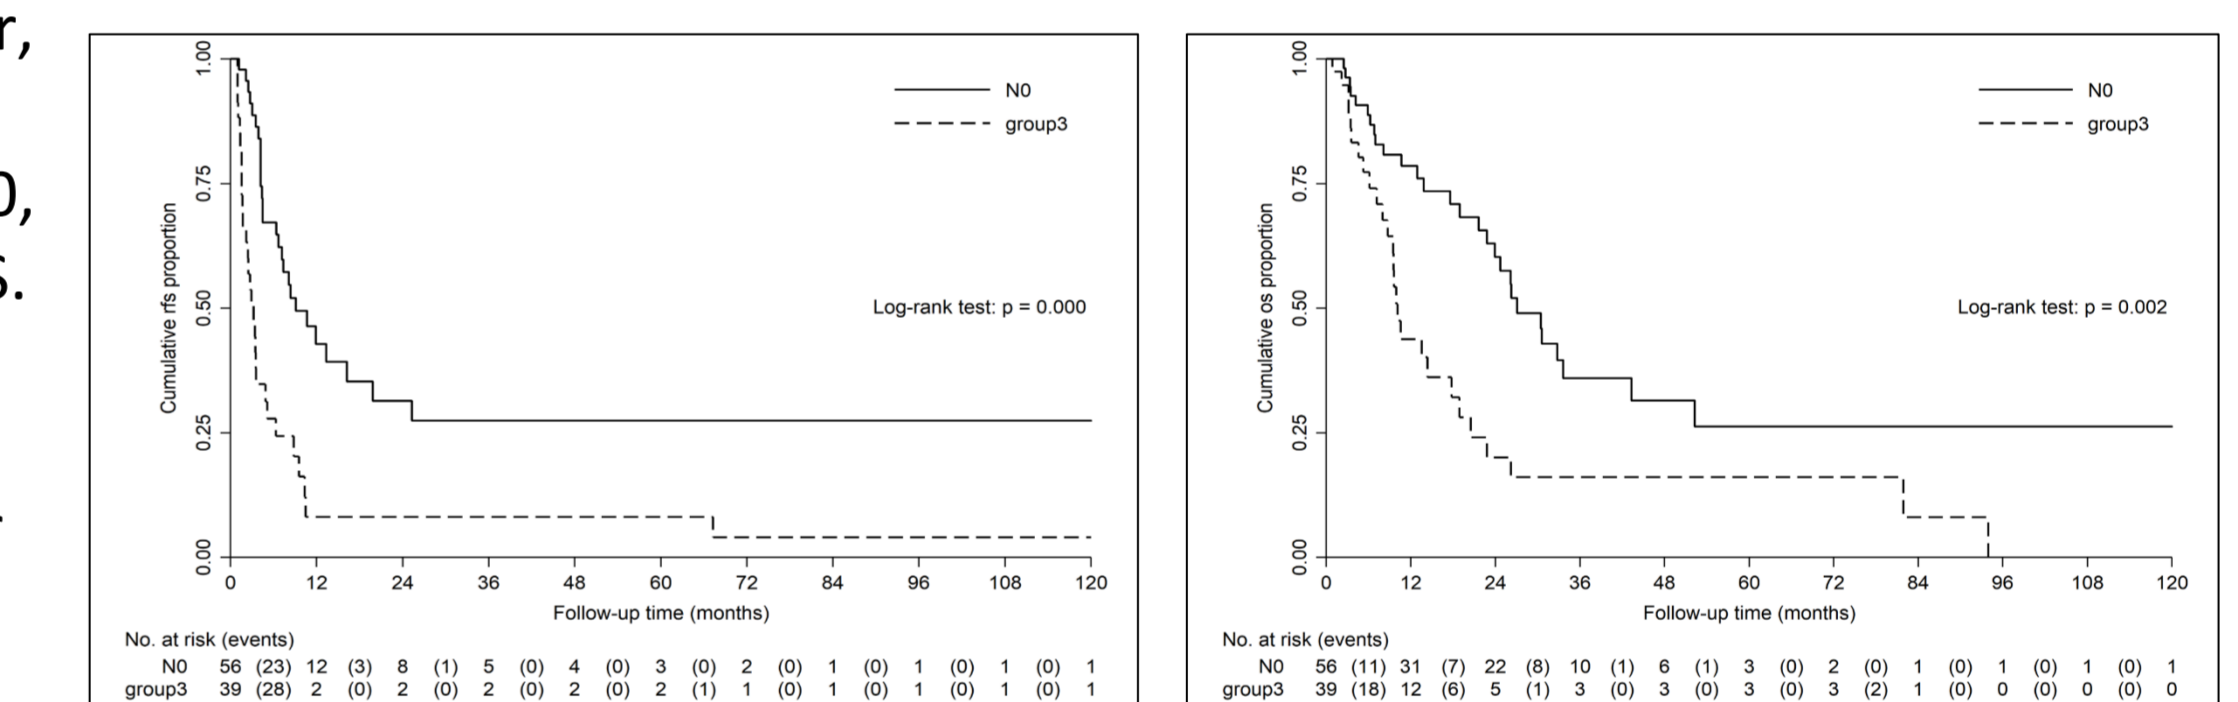 r,
0,
s.
1.00
0.75
0.50
0.25
0.00
Cumulative rfs proportion
N0
group3
Log-rank test: p = 0.000
0 12 24 36 48 60 72 84 96 108 120
Follow-up time (months)
No. at risk (events)
N0 56 (23) 12 (3) 8 (1) 5 (0) 4 (0) 3 (0) 2 (0) 1 (0) 1 (0) 1 (0) 1
group3 39 (28) 2 (0) 2 (0) 2 (0) 2 (0) 2 (1) 1 (0) 1 (0) 1 (0) 1 (0) 1
1.00
0.75
0.50
0.25
0.00
Cumulative os proportion
N0
group3
Log-rank test: p = 0.002
0 12 24 36 48 60 72 84 96 108 120
Follow-up time (months)
No. at risk (events)
N0 56 (11) 31 (7) 22 (8) 10 (1) 6 (1) 3 (0) 2 (0) 1 (0) 1 (0) 1 (0) 1
group3 39 (18) 12 (6) 5 (1) 3 (0) 3 (0) 3 (0) 3 (2) 1 (0) 0 (0) 0 (0) 0